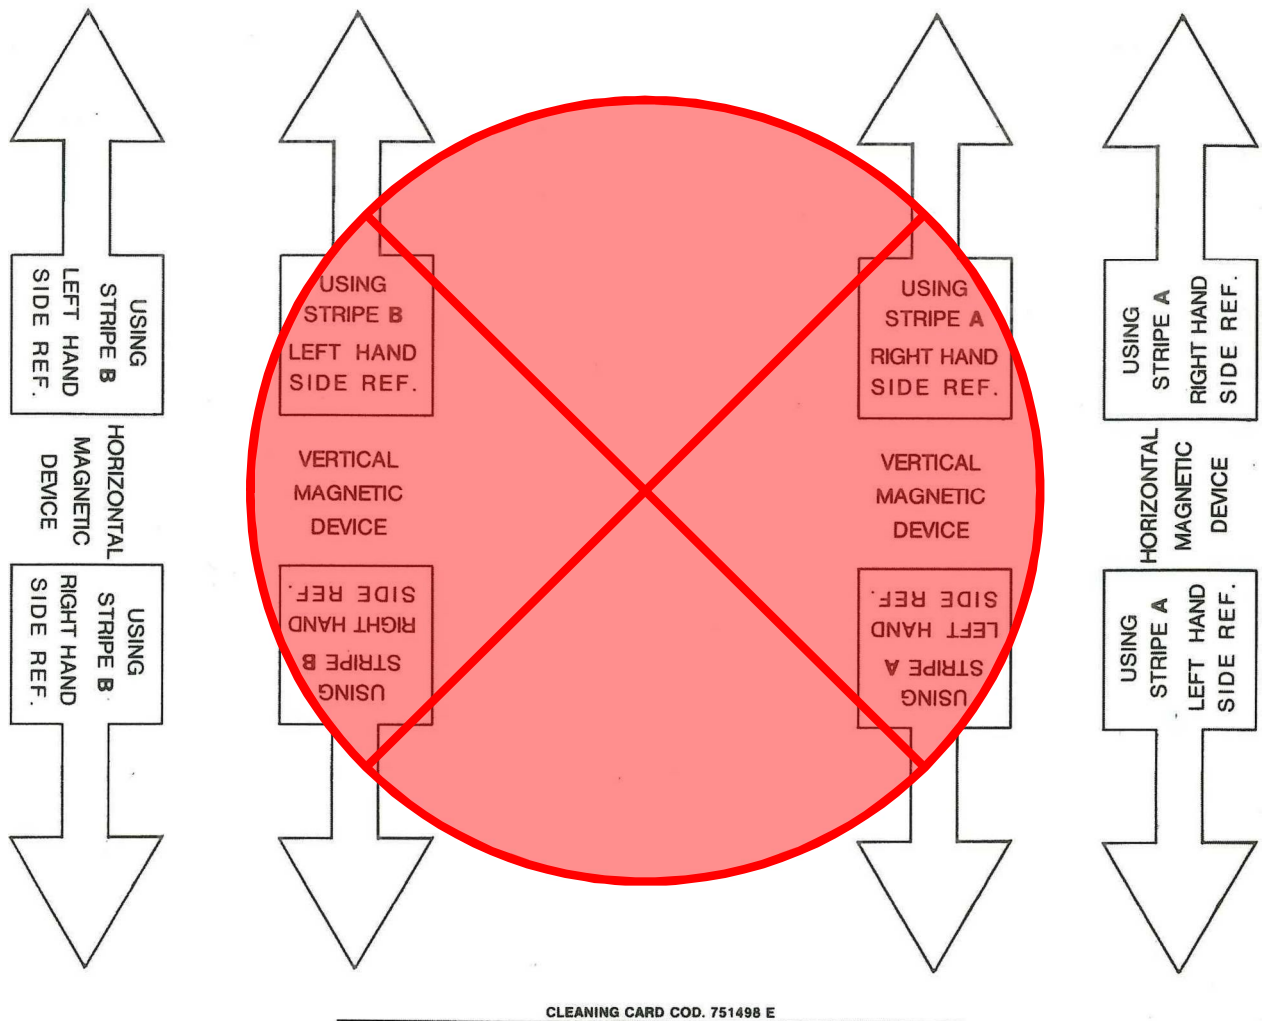 USING
STRIPE B
LEFT HAND
SIDE REF.
HORIZONTAL
MAGNETIC
DEVICE
USING
STRIPE B
RIGHT HAND
SIDE REF.
USING
STRIPE B
LEFT HAND
SIDE REF.
VERTICAL
MAGNETIC
DEVICE
USING
STRIPE B
RIGHT HAND
SIDE REF.
USING
STRIPE A
RIGHT HAND
SIDE REF.
VERTICAL
MAGNETIC
DEVICE
USING
STRIPE A
LEFT HAND
SIDE REF.
USING
STRIPE A
RIGHT HAND
SIDE REF.
HORIZONTAL
MAGNETIC
DEVICE
USING
STRIPE A
LEFT HAND
SIDE REF.
CLEANING CARD COD. 751498 E